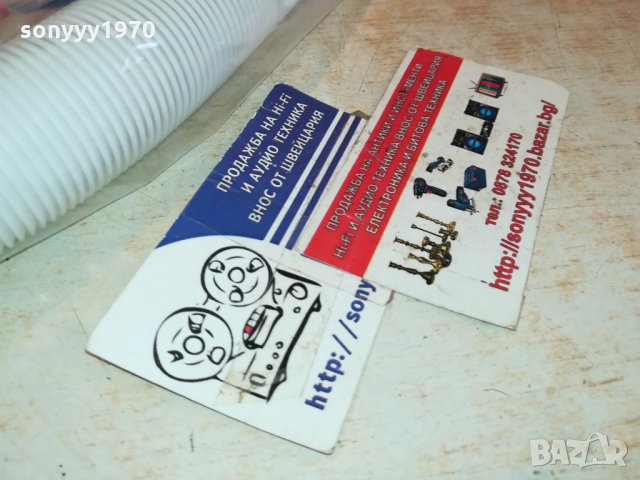 sonyyy1970
ПРОДАЖБА НА Hi-Fi
И АУДИО ТЕХНИКА
ВНОС ОТ ШВЕЙЦАРИЯ
http://sony
ПРОДАЖБА НА АНТИКИ И ИНСТРУМЕНТИ
Hi-Fi И АУДИО ТЕХНИКА ВНОС ОТ ШВЕЙЦАРИЯ
ЕЛЕКТРОНИКА И БИТОВА ТЕХНИКА
тел.: 0878 324170
http://sonyyy1970.bazar.bg/
BAZAR